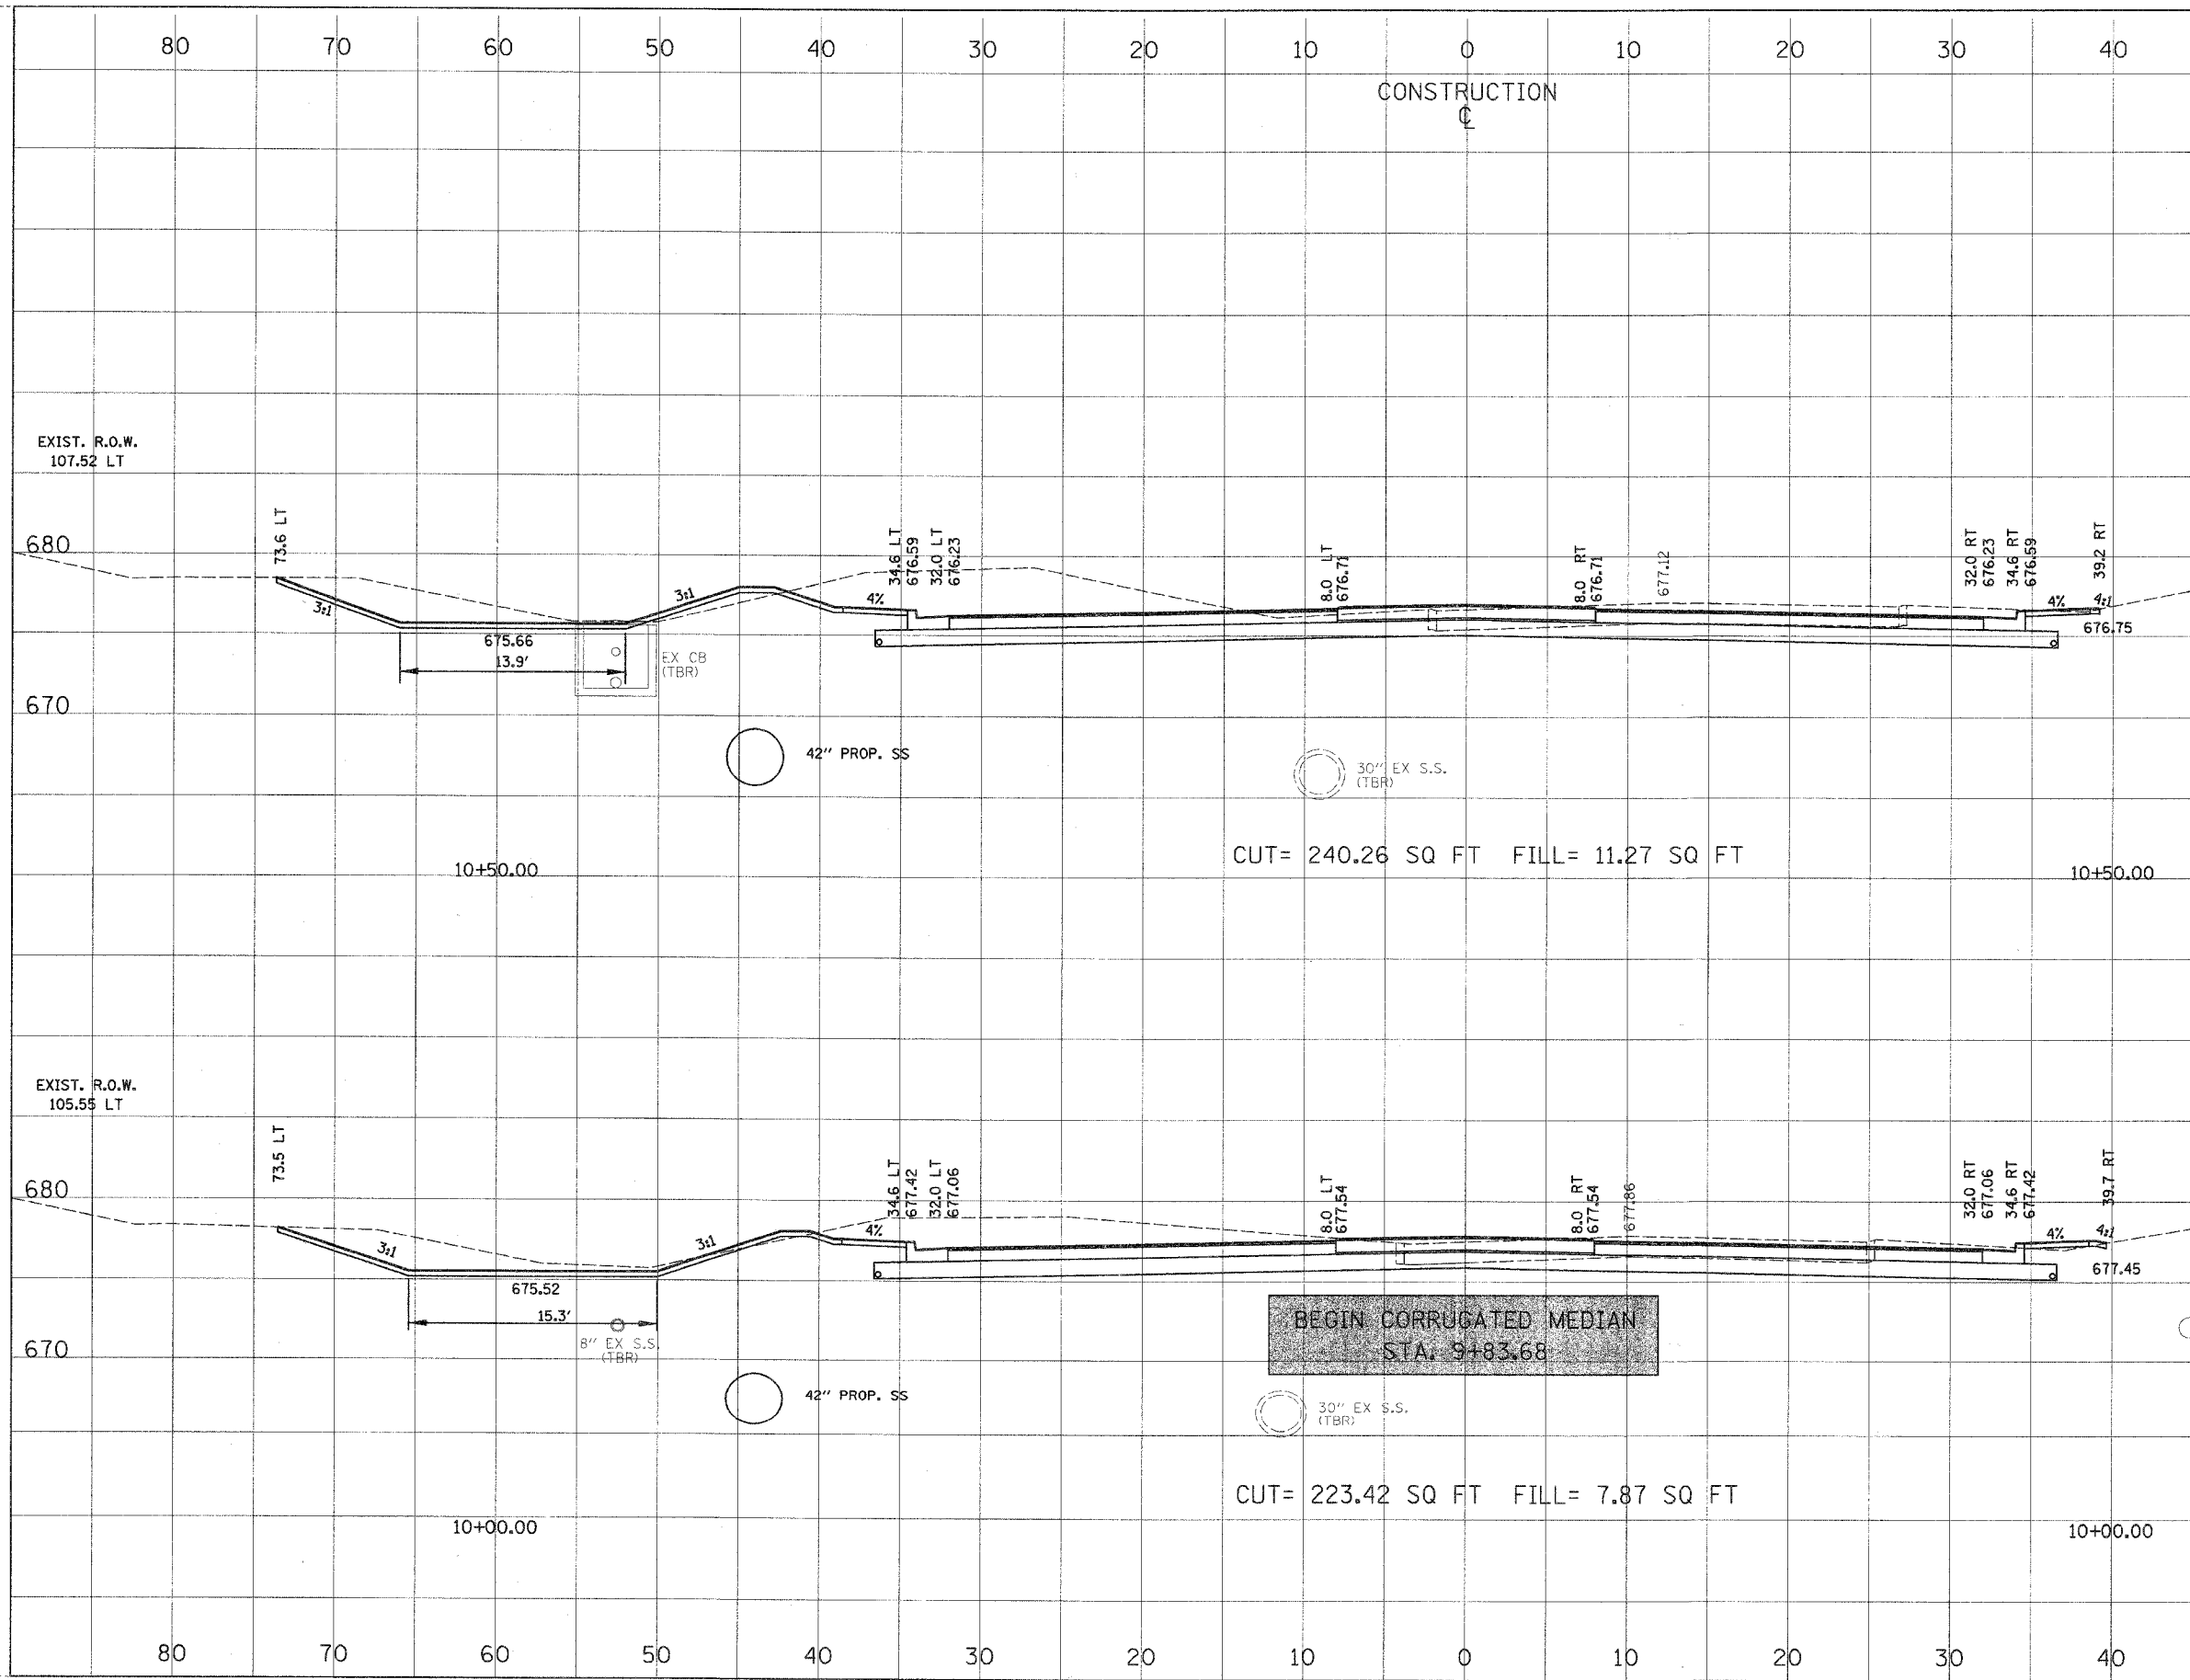 80 70 60 50 40 30 20 10 0 10 20 30 40
CONSTRUCTION
℄
EXIST. R.O.W.
107.52 LT
680
73.6 LT
3:1
675.66
13.9'
3:1
EX CB
(TBR)
4%
34.6 LT
676.59
32.0 LT
676.23
8.0 LT
676.71
8.0 RT
676.71
677.12
32.0 RT
676.23
34.6 RT
676.59
39.2 RT
4%
4:1
676.75
670
42" PROP. SS
30" EX S.S.
(TBR)
CUT= 240.26 SQ FT FILL= 11.27 SQ FT
10+50.00
10+50.00
EXIST. R.O.W.
105.55 LT
680
73.5 LT
3:1
675.52
15.3'
3:1
8" EX S.S.
(TBR)
4%
34.6 LT
677.42
32.0 LT
677.06
8.0 LT
677.54
8.0 RT
677.54
677.86
32.0 RT
677.06
34.6 RT
677.42
39.7 RT
4%
4:1
677.45
BEGIN CORRUGATED MEDIAN
STA. 9+83.68
670
42" PROP. SS
30" EX S.S.
(TBR)
CUT= 223.42 SQ FT FILL= 7.87 SQ FT
10+00.00
10+00.00
80 70 60 50 40 30 20 10 0 10 20 30 40